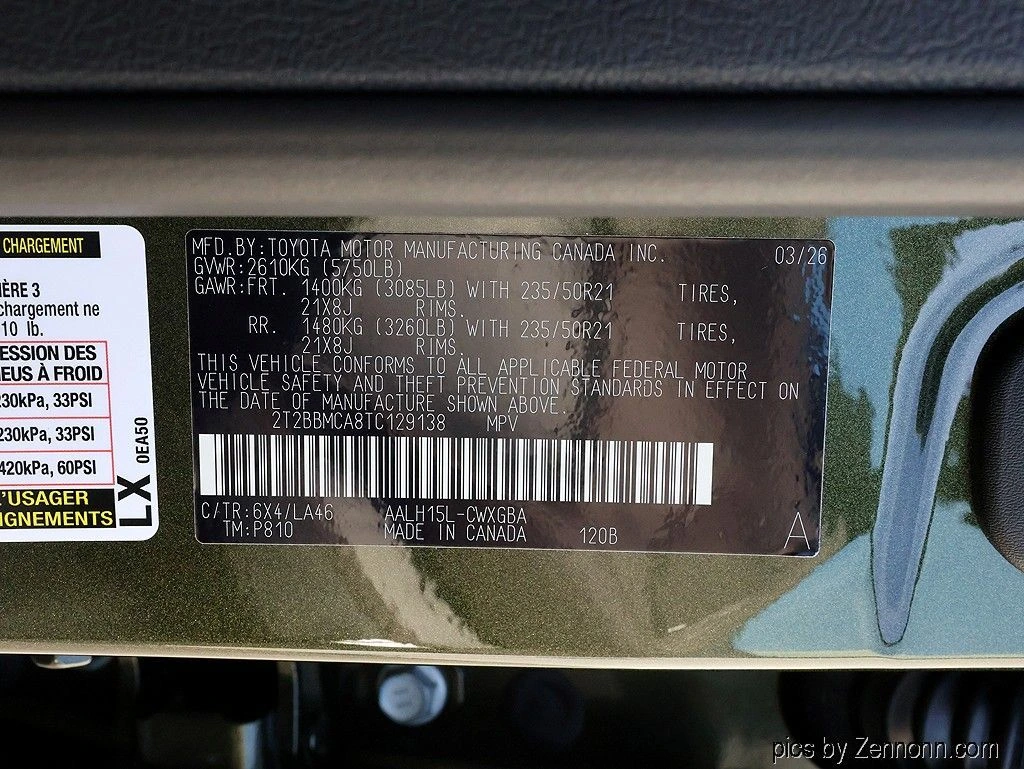 CHARGEMENT
IÈRE 3
chargement ne
10 lb.
ESSION DES
EUS À FROID
230kPa, 33PSI
230kPa, 33PSI
420kPa, 60PSI
L'USAGER
IGNEMENTS
LX 0EA50
MFD.BY:TOYOTA MOTOR MANUFACTURING CANADA INC. 03/26
GVWR:2610KG (5750LB)
GAWR:FRT. 1400KG (3085LB) WITH 235/50R21 TIRES,
21X8J RIMS.
RR. 1480KG (3260LB) WITH 235/50R21 TIRES,
21X8J RIMS.
THIS VEHICLE CONFORMS TO ALL APPLICABLE FEDERAL MOTOR
VEHICLE SAFETY AND THEFT PREVENTION STANDARDS IN EFFECT ON
THE DATE OF MANUFACTURE SHOWN ABOVE.
2T2BBMCA8TC129138 MPV
C/TR:6X4/LA46 AALH15L-CWXGBA
TM:P810 MADE IN CANADA 120B A
pics by Zennonn.com